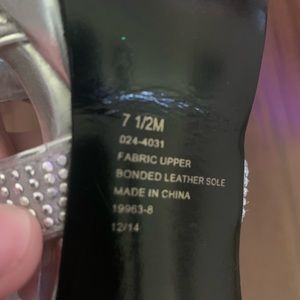 7 1/2M
024-4031
FABRIC UPPER
BONDED LEATHER SOLE
MADE IN CHINA
19963-8
12/14